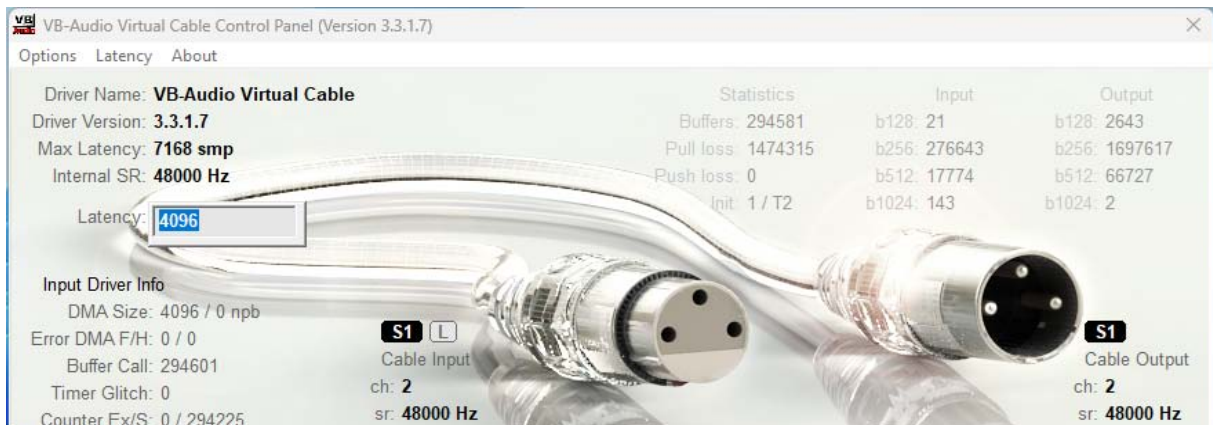 VB-Audio Virtual Cable Control Panel (Version 3.3.1.7)
Options Latency About
Driver Name: VB-Audio Virtual Cable
Driver Version: 3.3.1.7
Max Latency: 7168 smp
Internal SR: 48000 Hz
Latency: 4096
Statistics Input Output
Buffers: 294581 b128: 21 b128: 2643
Pull loss: 1474315 b256: 276643 b256: 1697617
Push loss: 0 b512: 17774 b512: 66727
Init: 1 / T2 b1024: 143 b1024: 2
Input Driver Info
DMA Size: 4096 / 0 npb
Error DMA F/H: 0 / 0
Buffer Call: 294601
Timer Glitch: 0
Counter Ex/S: 0 / 294225
S1 L
Cable Input
ch: 2
sr: 48000 Hz
S1
Cable Output
ch: 2
sr: 48000 Hz